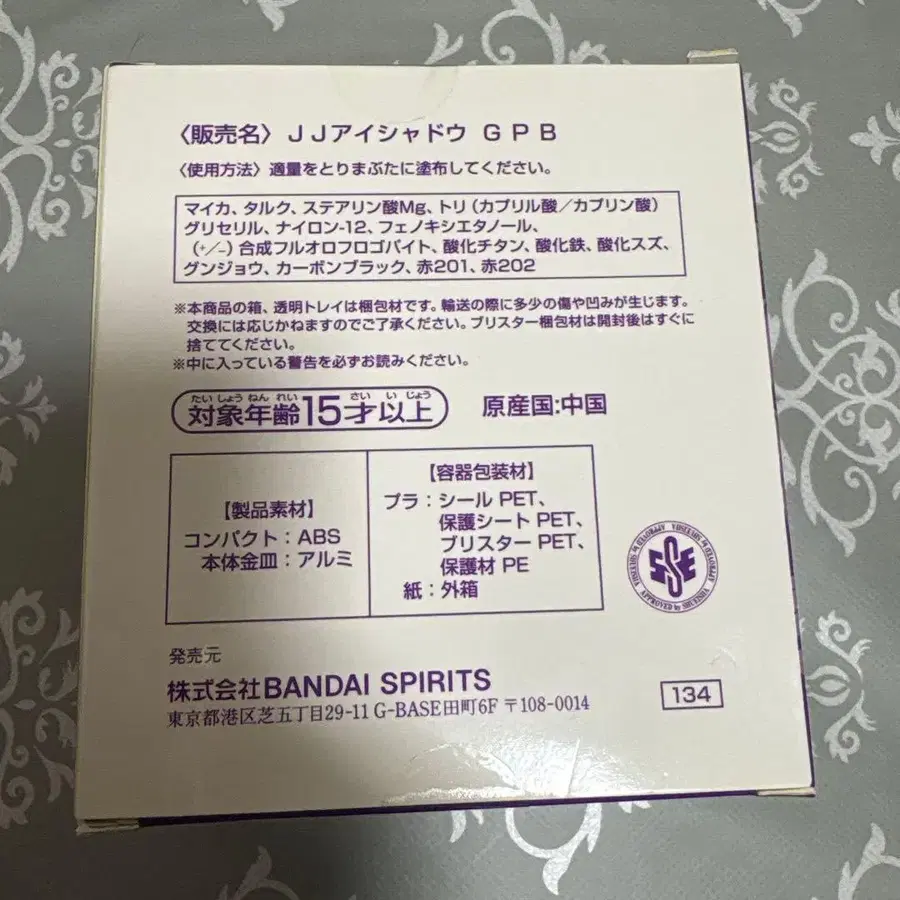 〈販売名〉 JJアイシャドウ GPB
〈使用方法〉適量をとりまぶたに塗布してください。
マイカ、タルク、ステアリン酸Mg、トリ(カプリル酸/カプリン酸)
グリセリル、ナイロン-12、フェノキシエタノール、
(+/-)合成フルオロフロゴパイト、酸化チタン、酸化鉄、酸化スズ、
グンジョウ、カーボンブラック、赤201、赤202
※本商品の箱、透明トレイは梱包材です。輸送の際に多少の傷や凹みが生じます。
交換には応じかねますのでご了承ください。ブリスター梱包材は開封後はすぐに
捨ててください。
※中に入っている警告を必ずお読みください。
たいしょうねんれい さい いじょう
対象年齢15才以上
原産国:中国
【製品素材】
コンパクト:ABS
本体金皿:アルミ
【容器包装材】
プラ:シール PET、
保護シート PET、
ブリスター PET、
保護材 PE
紙:外箱
APPROVED by SHUEISHA APPROVED by SHUEISHA
発売元
株式会社BANDAI SPIRITS
東京都港区芝五丁目29-11 G-BASE田町6F 〒108-0014
134